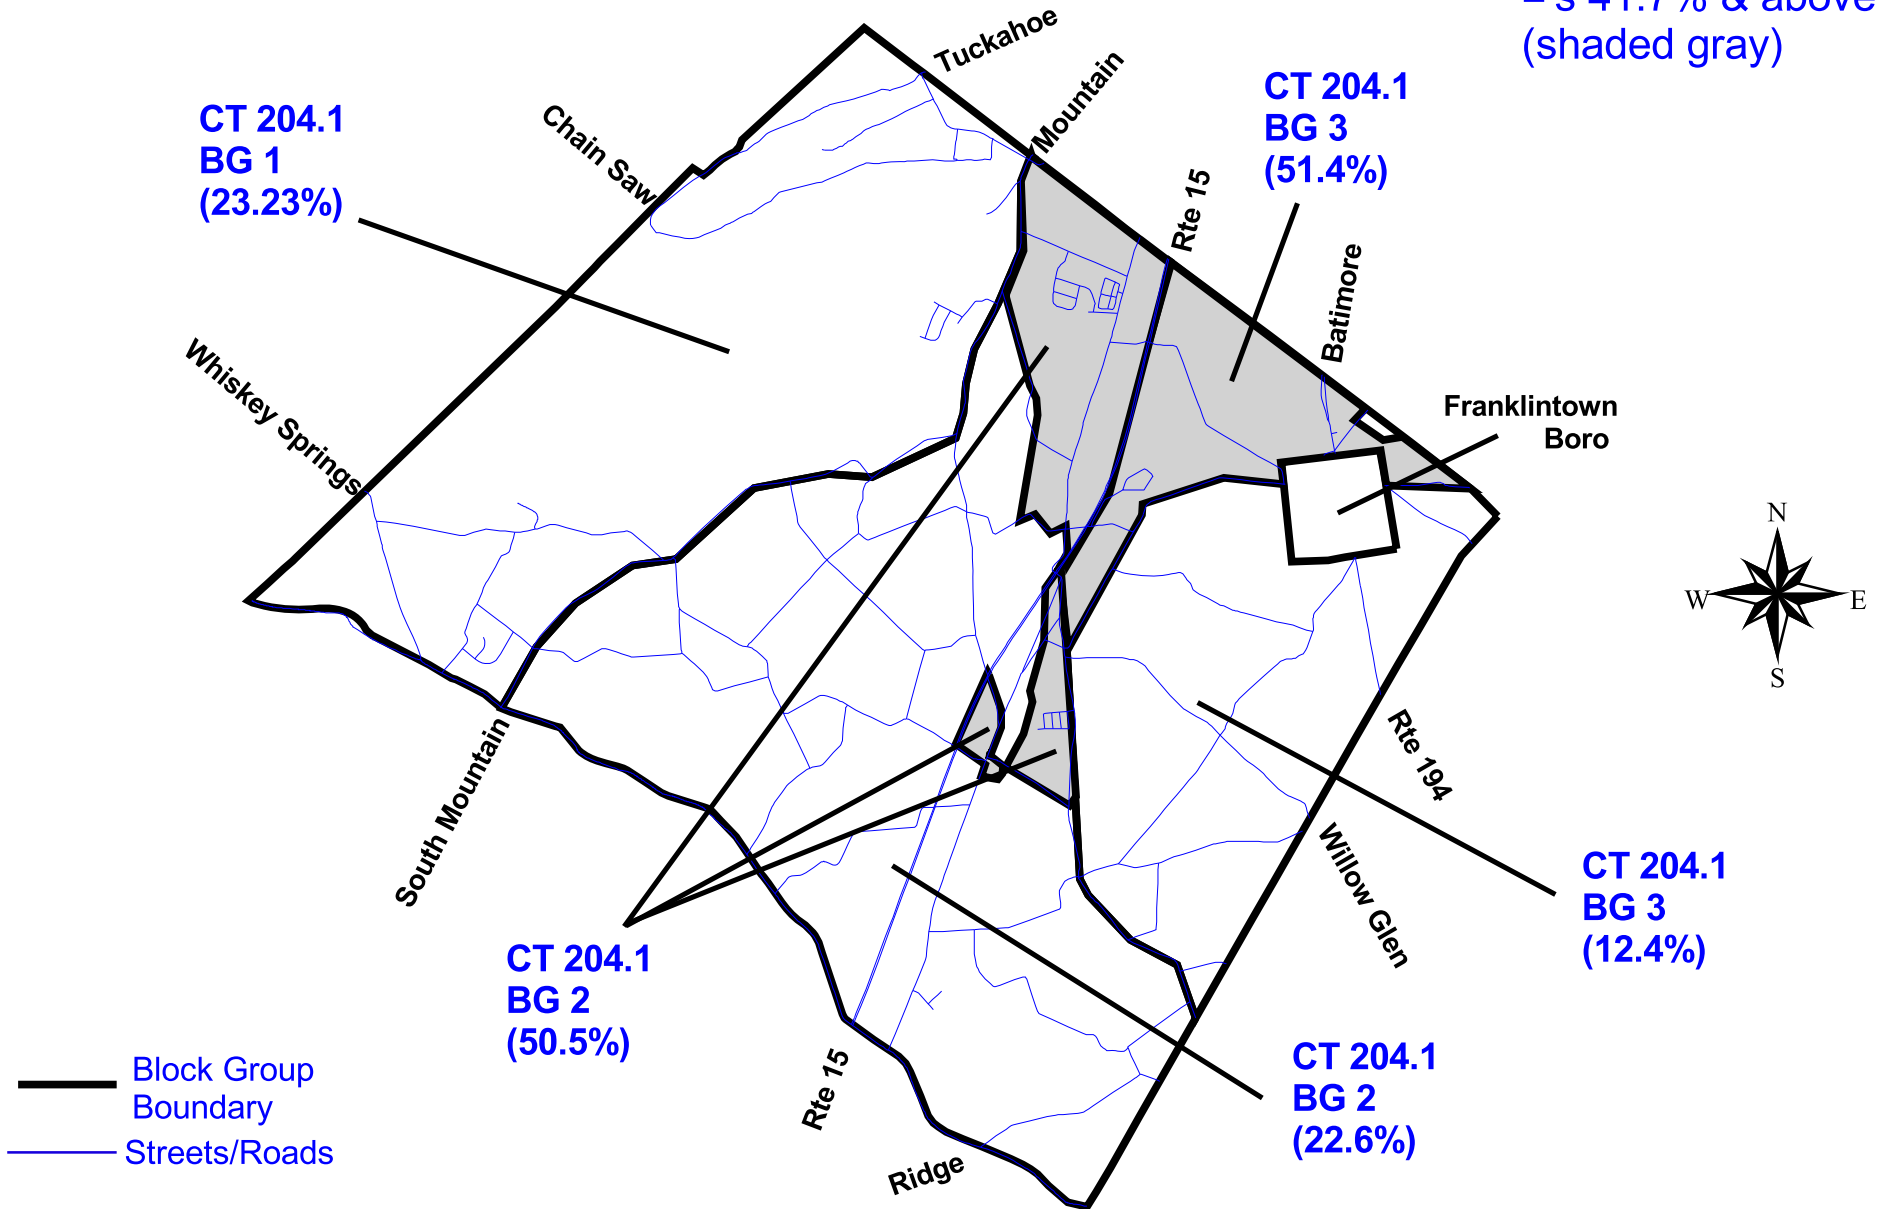 s 41.7% & above
(shaded gray)
Tuckahoe
Mountain
Chain Saw
CT 204.1
BG 1
(23.23%)
CT 204.1
BG 3
(51.4%)
Rte 15
Batimore
Whiskey Springs
Franklintown
Boro
N
W
E
S
South Mountain
Rte 194
Willow Glen
CT 204.1
BG 3
(12.4%)
CT 204.1
BG 2
(50.5%)
CT 204.1
BG 2
(22.6%)
Rte 15
Ridge
Block Group
Boundary
Streets/Roads